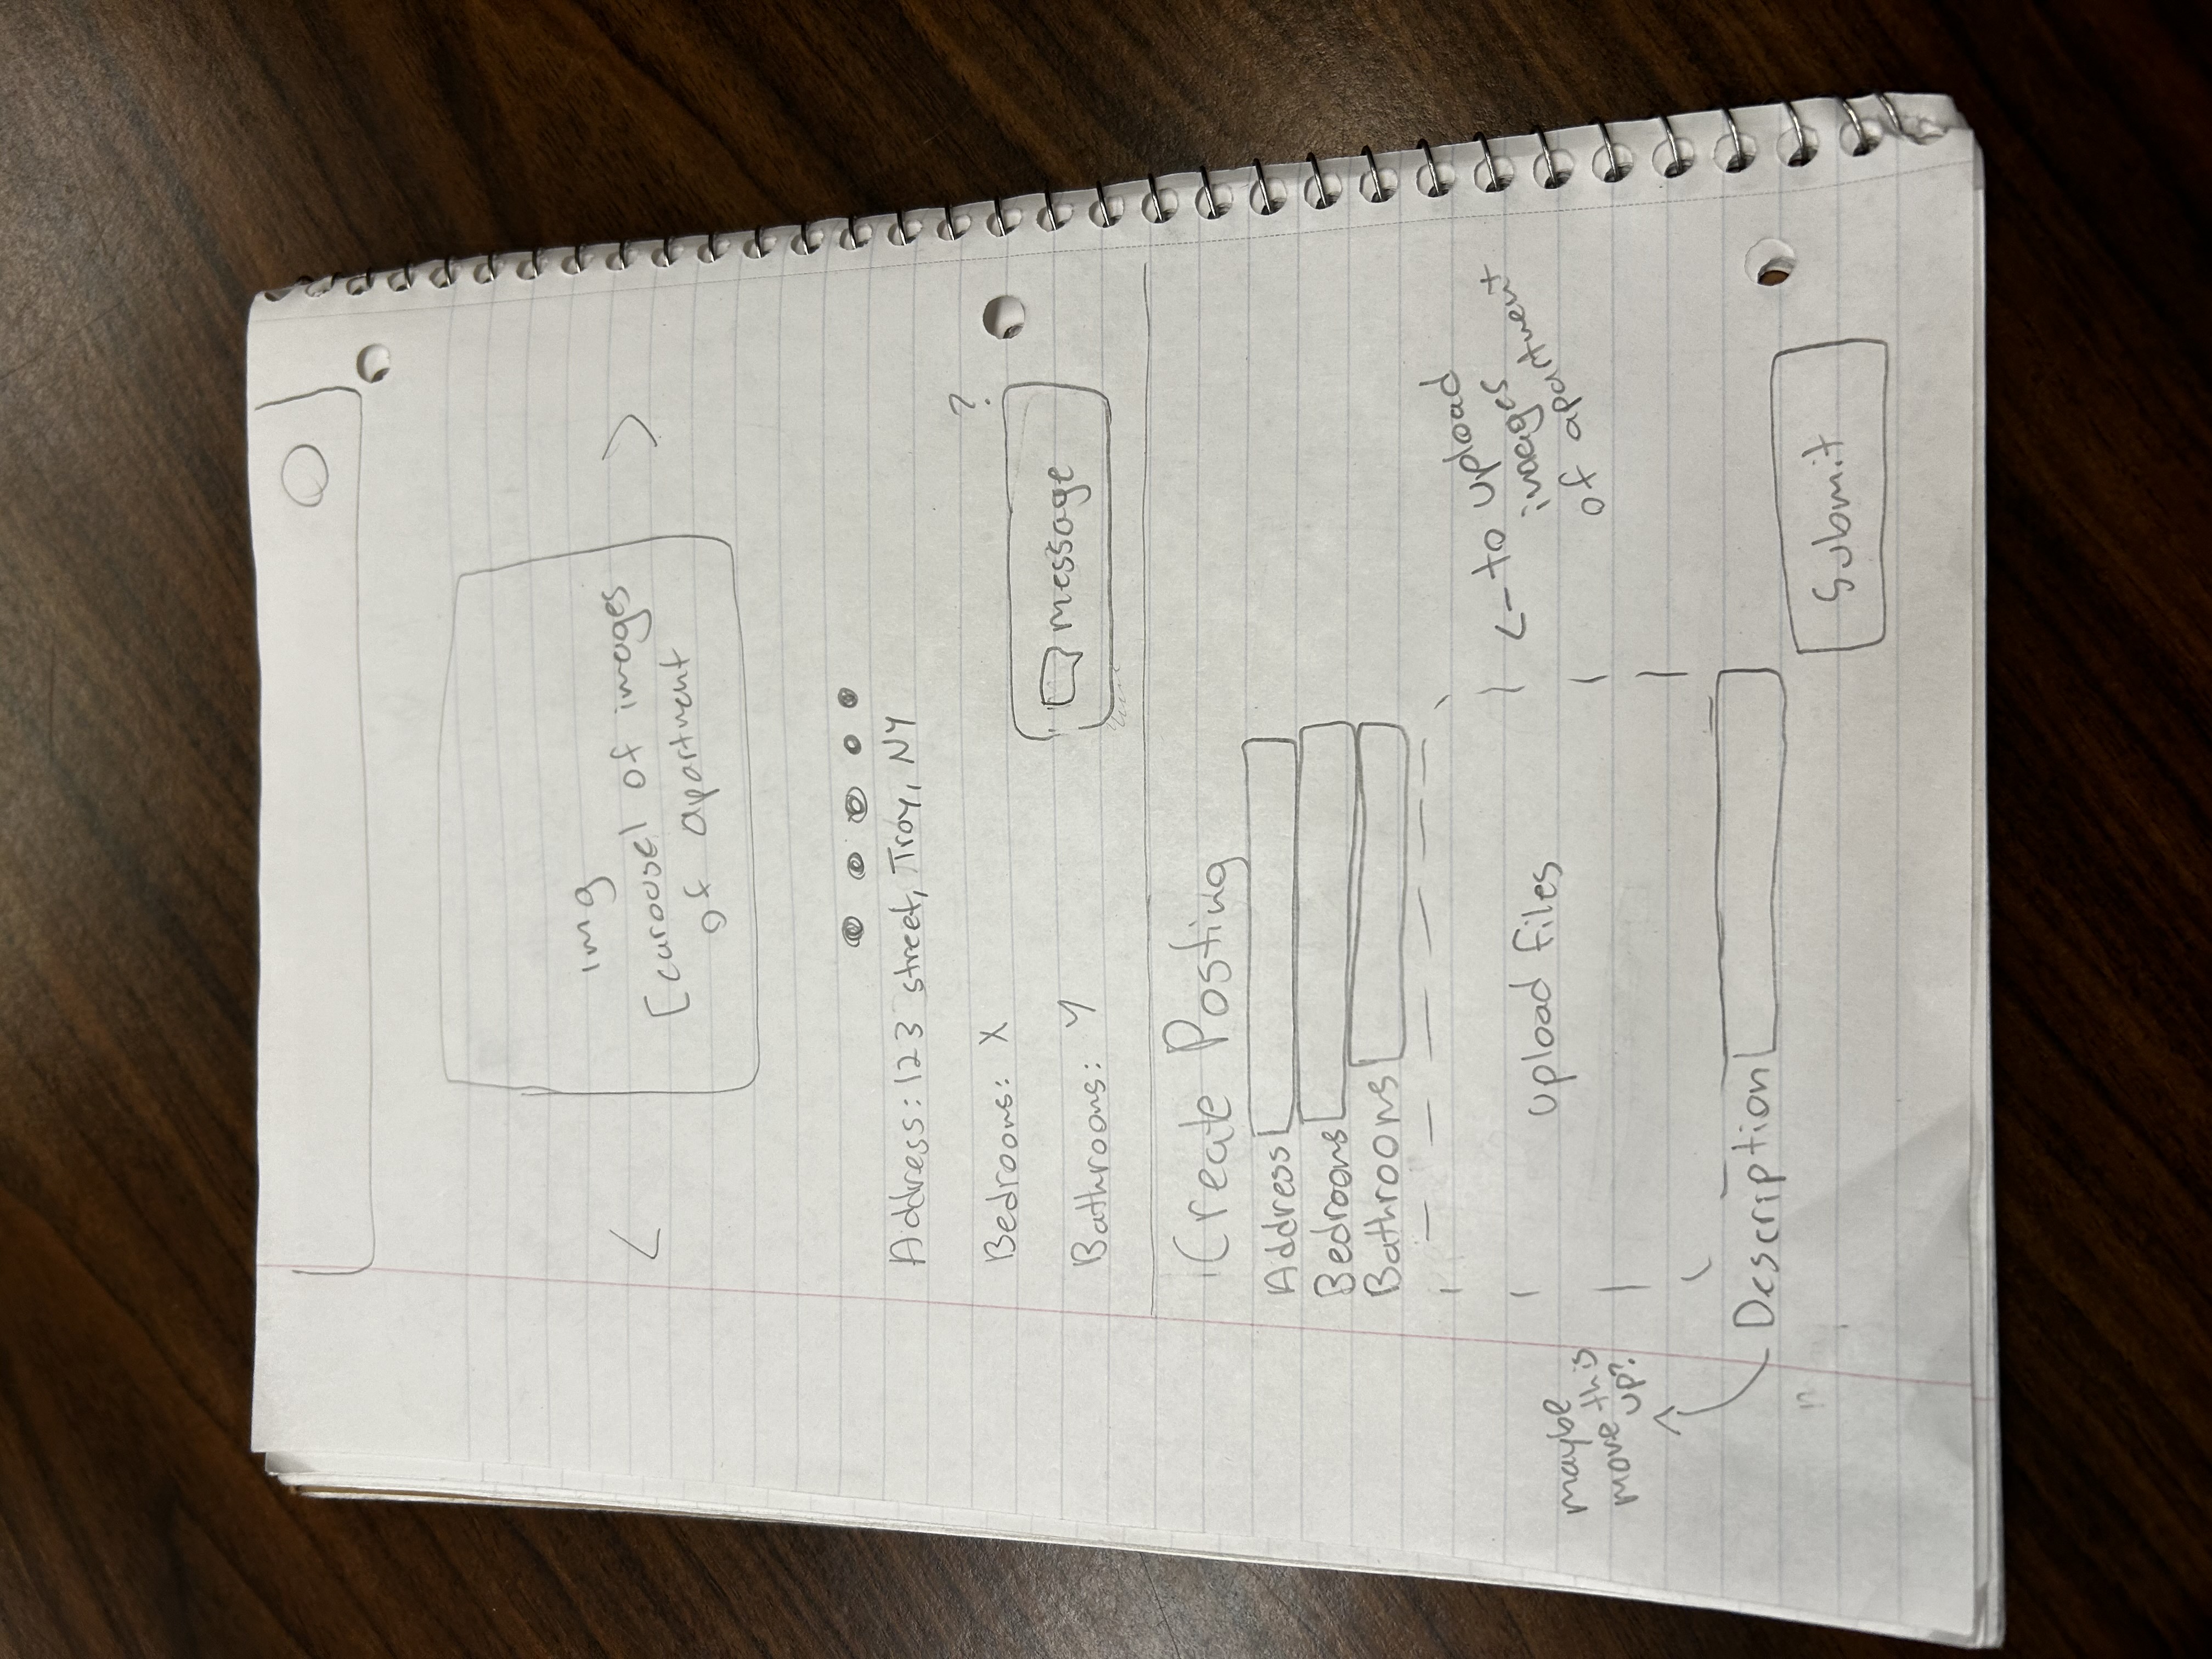 img
[carousel of images
of apartment
< >
Address: 123 street, Troy, NY
Bedrooms: X
?
message
Bathrooms: Y
Create Posting
Address
Bedrooms
Bathrooms
upload files
<- to upload
images
of apartment
maybe
move this
up?
Description
Submit